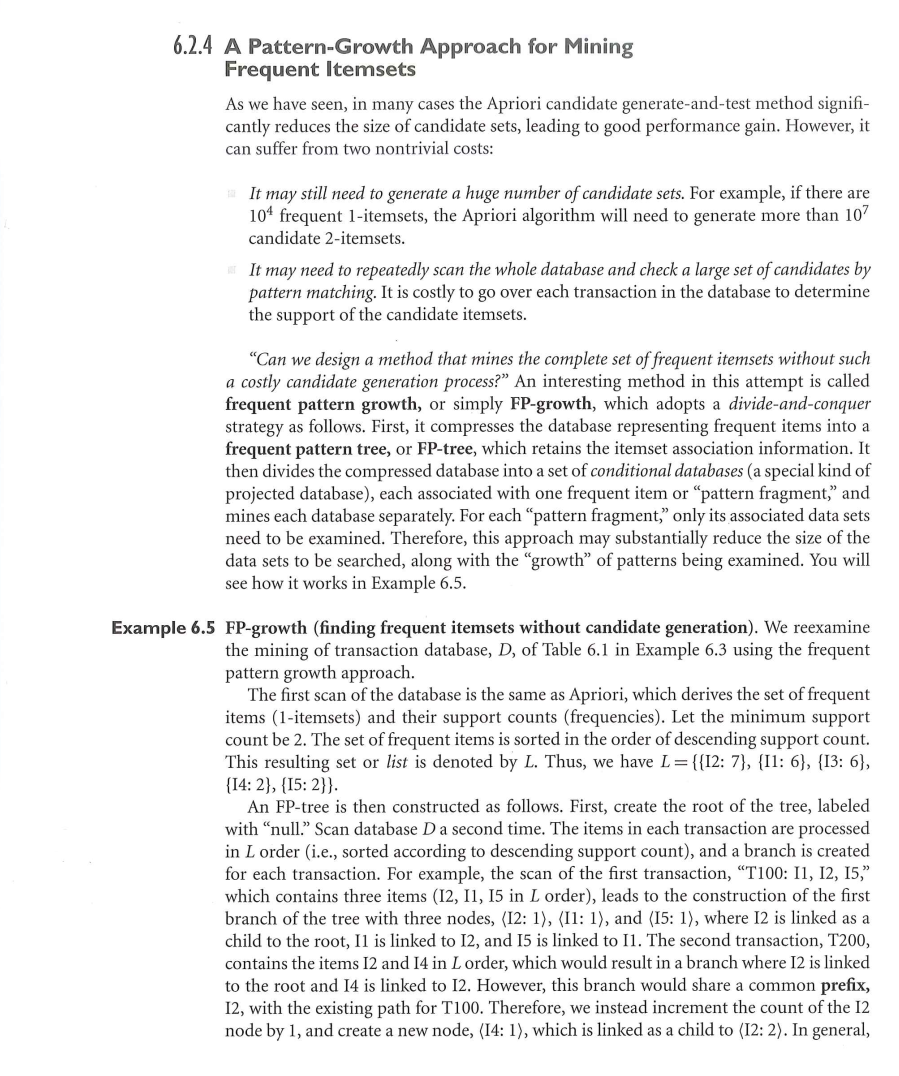 6.2.4 A Pattern-Growth Approach for Mining
Frequent Itemsets
As we have seen, in many cases the Apriori candidate generate-and-test method signifi-
cantly reduces the size of candidate sets, leading to good performance gain. However, it
can suffer from two nontrivial costs:
It may still need to generate a huge number of candidate sets. For example, if there are
10⁴ frequent 1-itemsets, the Apriori algorithm will need to generate more than 10⁷
candidate 2-itemsets.
It may need to repeatedly scan the whole database and check a large set of candidates by
pattern matching. It is costly to go over each transaction in the database to determine
the support of the candidate itemsets.
“Can we design a method that mines the complete set of frequent itemsets without such
a costly candidate generation process?” An interesting method in this attempt is called
frequent pattern growth, or simply FP-growth, which adopts a divide-and-conquer
strategy as follows. First, it compresses the database representing frequent items into a
frequent pattern tree, or FP-tree, which retains the itemset association information. It
then divides the compressed database into a set of conditional databases (a special kind of
projected database), each associated with one frequent item or “pattern fragment,” and
mines each database separately. For each “pattern fragment,” only its associated data sets
need to be examined. Therefore, this approach may substantially reduce the size of the
data sets to be searched, along with the “growth” of patterns being examined. You will
see how it works in Example 6.5.
Example 6.5 FP-growth (finding frequent itemsets without candidate generation). We reexamine
the mining of transaction database, D, of Table 6.1 in Example 6.3 using the frequent
pattern growth approach.
The first scan of the database is the same as Apriori, which derives the set of frequent
items (1-itemsets) and their support counts (frequencies). Let the minimum support
count be 2. The set of frequent items is sorted in the order of descending support count.
This resulting set or list is denoted by L. Thus, we have L = {{I2: 7}, {I1: 6}, {I3: 6},
{I4: 2}, {I5: 2}}.
An FP-tree is then constructed as follows. First, create the root of the tree, labeled
with “null.” Scan database D a second time. The items in each transaction are processed
in L order (i.e., sorted according to descending support count), and a branch is created
for each transaction. For example, the scan of the first transaction, “T100: I1, I2, I5,”
which contains three items (I2, I1, I5 in L order), leads to the construction of the first
branch of the tree with three nodes, ⟨I2: 1⟩, ⟨I1: 1⟩, and ⟨I5: 1⟩, where I2 is linked as a
child to the root, I1 is linked to I2, and I5 is linked to I1. The second transaction, T200,
contains the items I2 and I4 in L order, which would result in a branch where I2 is linked
to the root and I4 is linked to I2. However, this branch would share a common prefix,
I2, with the existing path for T100. Therefore, we instead increment the count of the I2
node by 1, and create a new node, ⟨I4: 1⟩, which is linked as a child to ⟨I2: 2⟩. In general,